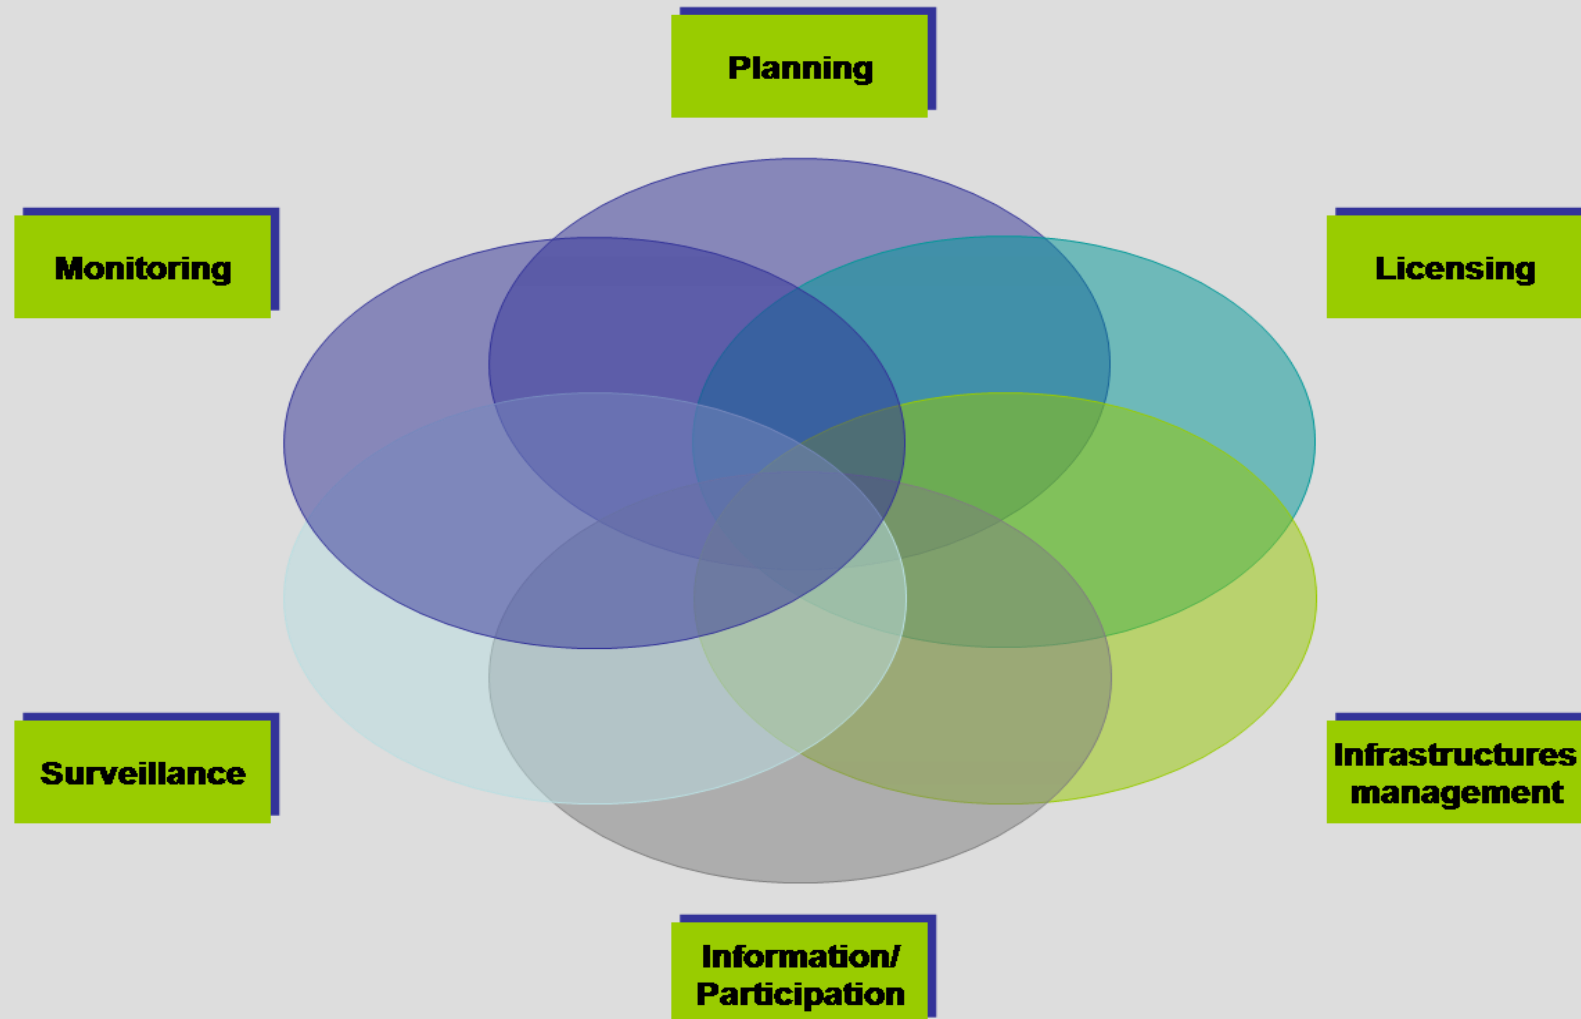 Planning
Monitoring
Licensing
Surveillance
Infrastructures
management
Information/
Participation